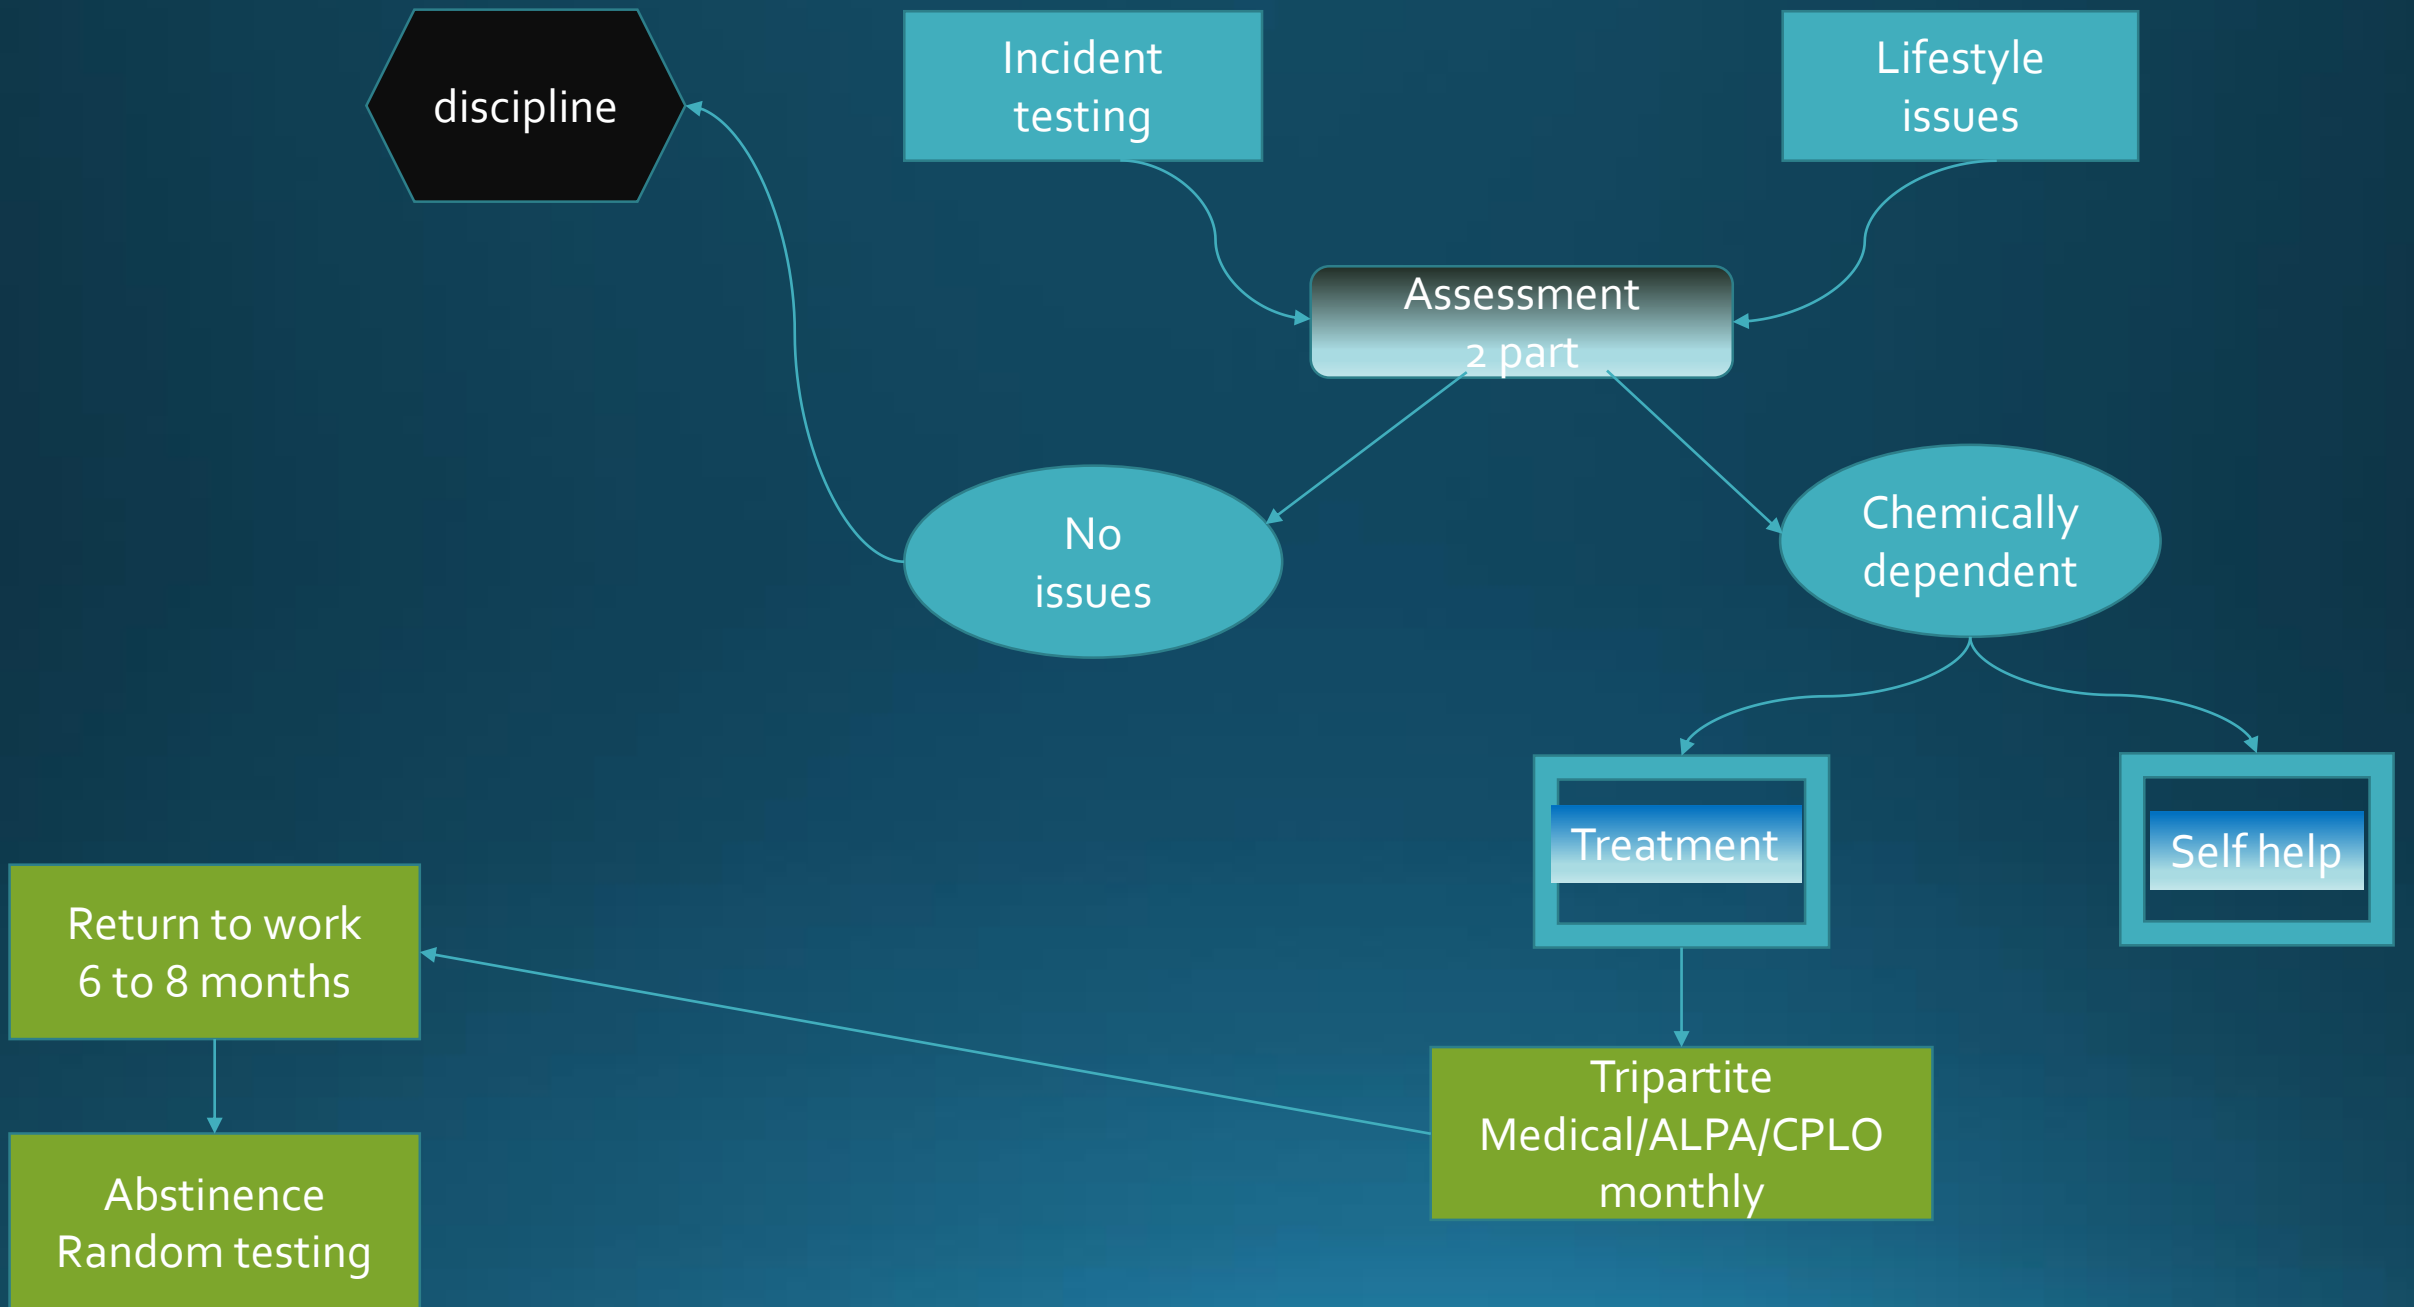 discipline
Incident
testing
Lifestyle
issues
Assessment
2 part
No
issues
Chemically
dependent
Treatment
Self help
Return to work
6 to 8 months
Tripartite
Medical/ALPA/CPLO
monthly
Abstinence
Random testing